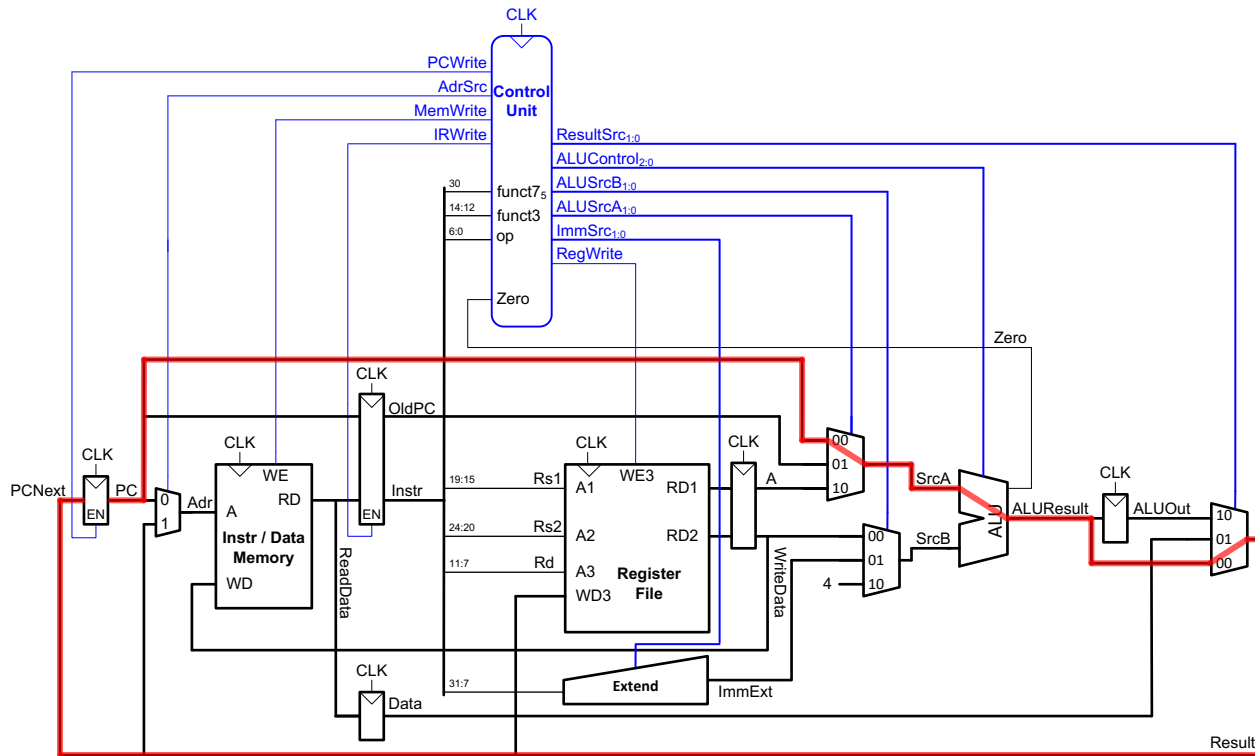 CLK
PCWrite
AdrSrc
MemWrite
IRWrite
Control
Unit
ResultSrc1:0
ALUControl2:0
ALUSrcB1:0
ALUSrcA1:0
ImmSrc1:0
RegWrite
30
funct75
14:12
funct3
6:0
op
Zero
Zero
CLK
OldPC
CLK
PCNext
PC
EN
0
1
Adr
CLK
WE
A
RD
Instr / Data
Memory
WD
ReadData
EN
Instr
19:15
Rs1
24:20
Rs2
11:7
Rd
31:7
CLK
WE3
A1
RD1
A2
RD2
A3
WD3
Register
File
CLK
A
WriteData
00
01
10
00
01
10
4
SrcA
SrcB
ALU
ALUResult
CLK
ALUOut
10
01
00
Extend
ImmExt
CLK
Data
Result